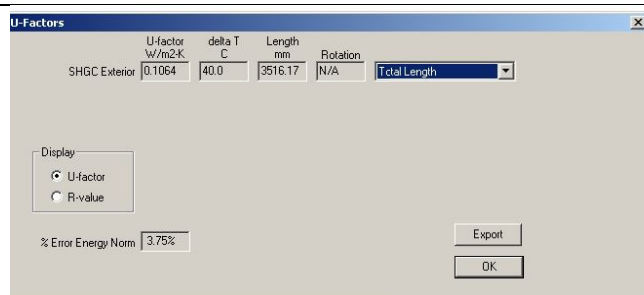 U-Factors
U-factor delta T Length
W/m2-K C mm Rotation
SHGC Exterior 0.1064 40.0 3516.17 N/A Total Length
Display
U-factor
R-value
% Error Energy Norm 3.75%
Export
OK